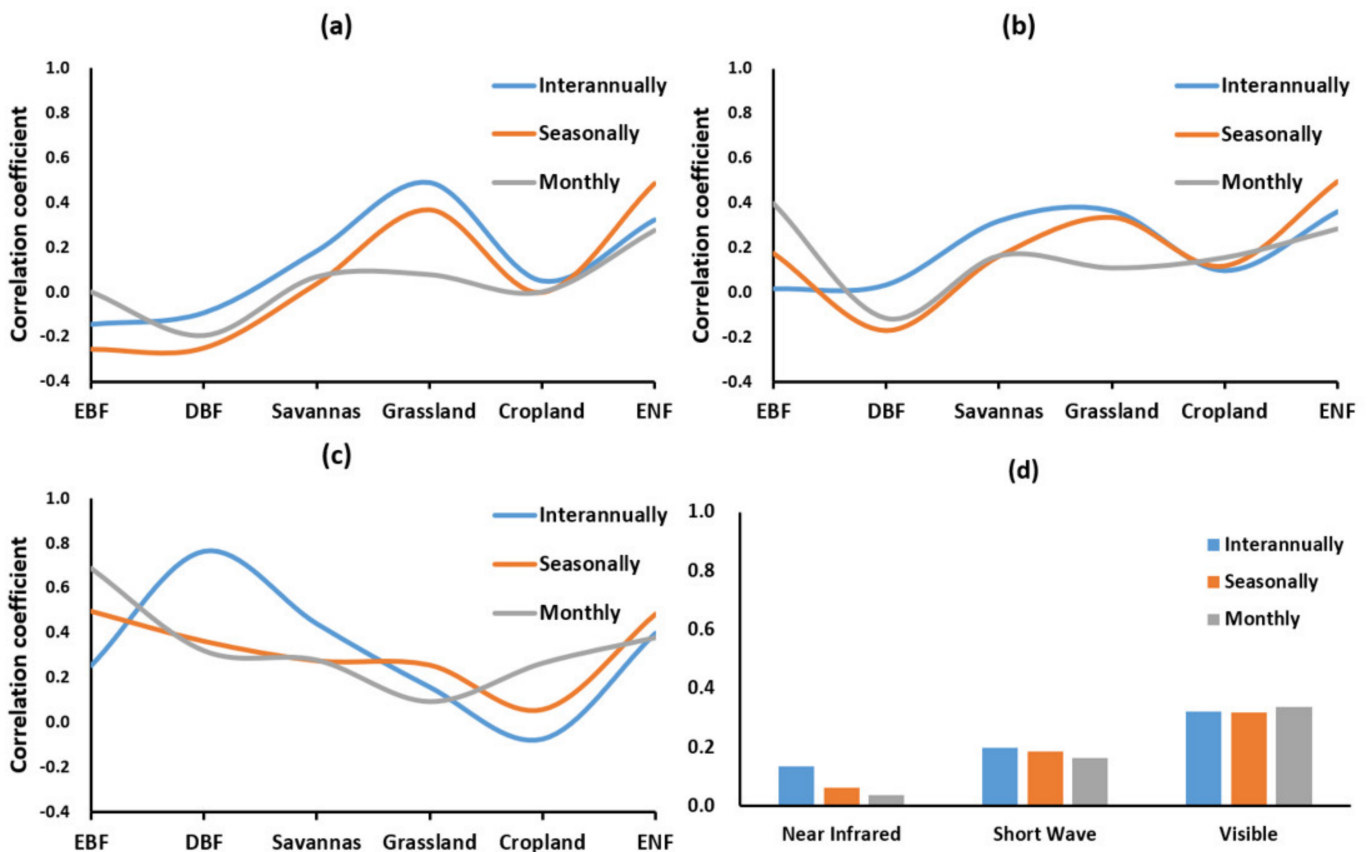 (a)
Correlation coefficient
1.0
0.8
0.6
0.4
0.2
0.0
-0.2
-0.4
Interannually
Seasonally
Monthly
EBF DBF Savannas Grassland Cropland ENF
(b)
Correlation coefficient
1.0
0.8
0.6
0.4
0.2
0.0
-0.2
-0.4
Interannually
Seasonally
Monthly
EBF DBF Savannas Grassland Cropland ENF
(c)
Correlation coefficient
1.0
0.8
0.6
0.4
0.2
0.0
-0.2
-0.4
Interannually
Seasonally
Monthly
EBF DBF Savannas Grassland Cropland ENF
(d)
1.0
0.8
0.6
0.4
0.2
0.0
Interannually
Seasonally
Monthly
Near Infrared Short Wave Visible